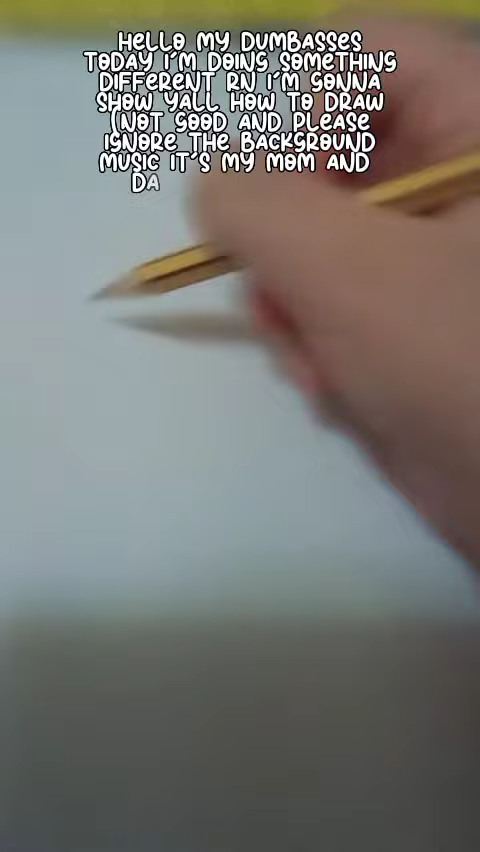 HELLO MY DUMBASSES
TODAY I'M DOING SOMETHING
DIFFERENT RN I'M GONNA
SHOW YALL HOW TO DRAW
(NOT GOOD AND PLEASE
IGNORE THE BACKGROUND
MUSIC IT'S MY MOM AND
DA